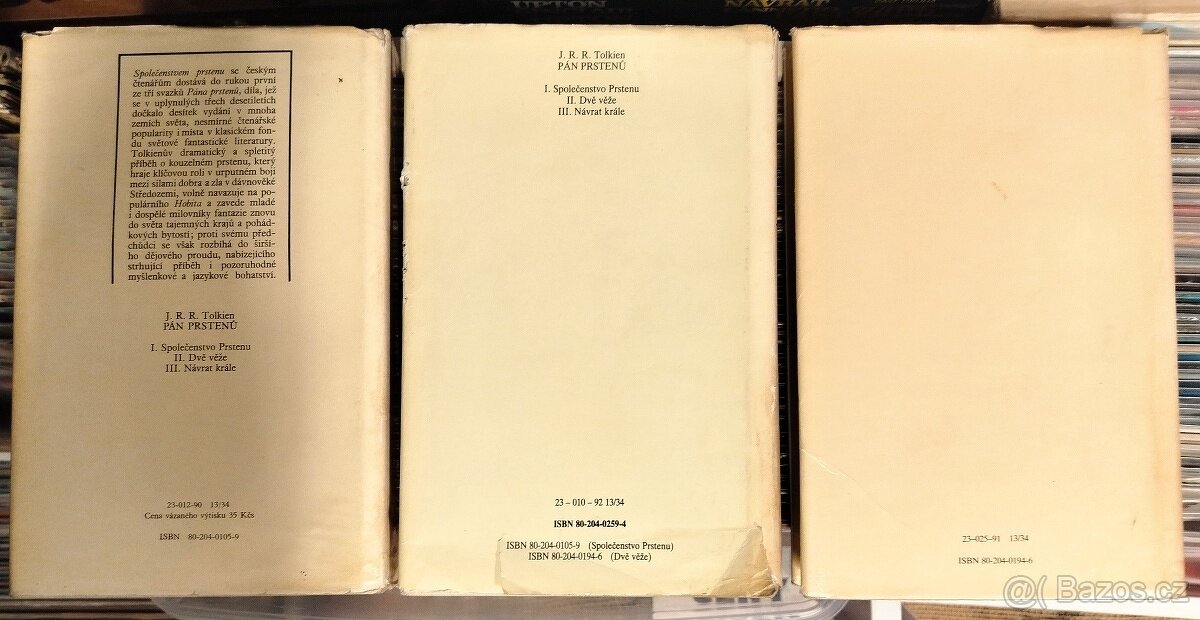 UPTON
NÁVRAT
Společenstvem prstenu se českým
čtenářům dostává do rukou první
ze tří svazků Pána prstenů, díla, jež
se v uplynulých třech desetiletích
dočkalo desítek vydání v mnoha
zemích světa, nesmírné čtenářské
popularity i místa v klasickém fon-
du světové fantastické literatury.
Tolkienův dramatický a spletitý
příběh o kouzelném prstenu, který
hraje klíčovou roli v urputném boji
mezi silami dobra a zla v dávnověké
Středozemi, volně navazuje na po-
pulárního Hobita a zavede mladé
i dospělé milovníky fantazie znovu
do světa tajemných krajů a pohád-
kových bytostí; proti svému před-
chůdci se však rozbíhá do širší-
ho dějového proudu, nabízejícího
strhující příběh i pozoruhodné
myšlenkové a jazykové bohatství.
J. R. R. Tolkien
PÁN PRSTENŮ
I. Společenstvo Prstenu
II. Dvě věže
III. Návrat krále
23-012-90 13/34
Cena vázaného výtisku 35 Kčs
ISBN 80-204-0105-9
J. R. R. Tolkien
PÁN PRSTENŮ
I. Společenstvo Prstenu
II. Dvě věže
III. Návrat krále
23 – 010 – 92 13/34
ISBN 80-204-0259-4
ISBN 80-204-0105-9 (Společenstvo Prstenu)
ISBN 80-204-0194-6 (Dvě věže)
23-025-91 13/34
ISBN 80-204-0194-6
@( Bazos.cz